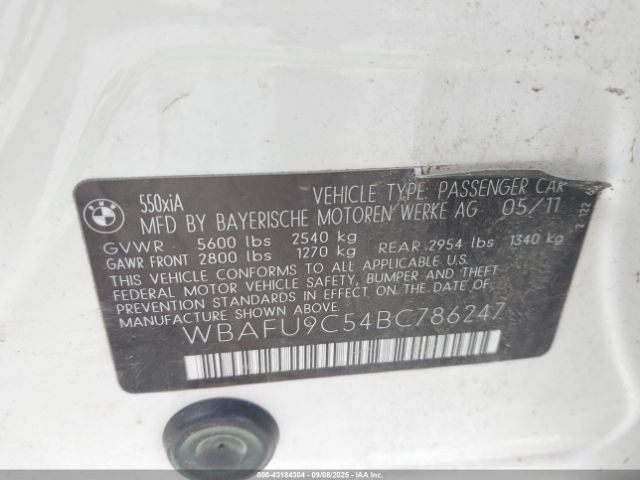 BMW
550xiA VEHICLE TYPE: PASSENGER CAR
MFD BY BAYERISCHE MOTOREN WERKE AG 05/11
GVWR 5600 lbs 2540 kg
GAWR FRONT 2800 lbs 1270 kg REAR 2954 lbs 1340 kg
THIS VEHICLE CONFORMS TO ALL APPLICABLE U.S.
FEDERAL MOTOR VEHICLE SAFETY, BUMPER AND THEFT
PREVENTION STANDARDS IN EFFECT ON THE DATE OF
MANUFACTURE SHOWN ABOVE.
WBAFU9C54BC786247
000-43184304 09/08/2025 IAA Holdings, LLC